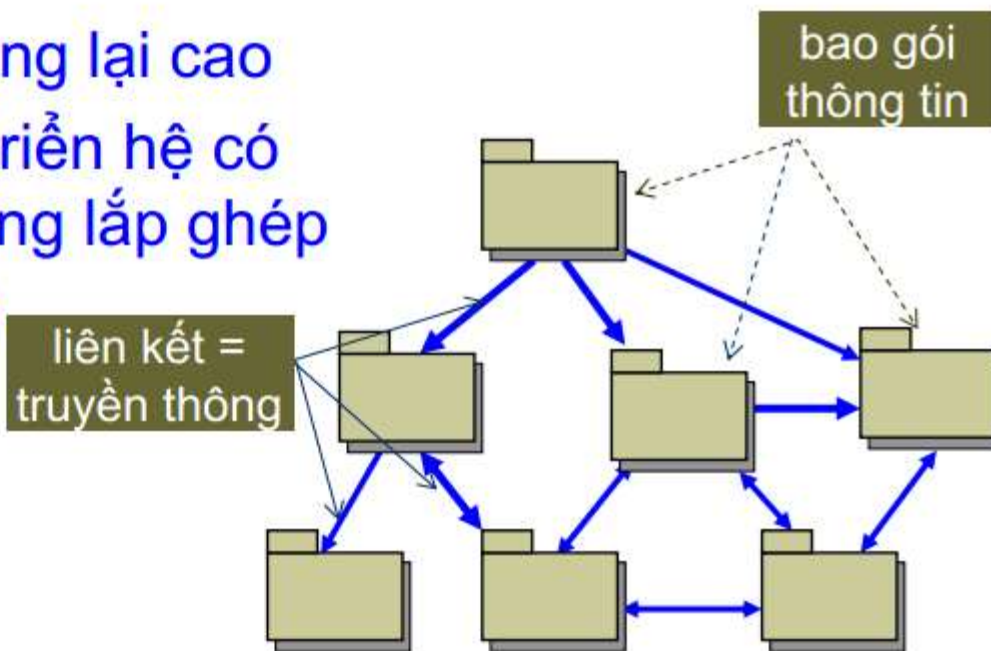 ng lại cao
riển hệ có
ng lắp ghép
bao gói
thông tin
liên kết =
truyền thông